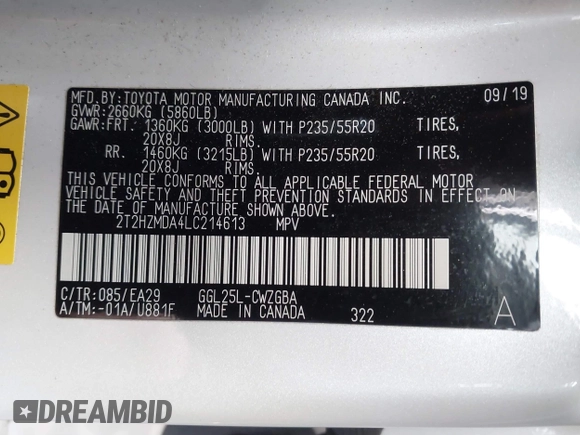 MFD.BY:TOYOTA MOTOR MANUFACTURING CANADA INC. 09/19
GVWR:2660KG (5860LB)
GAWR:FRT. 1360KG (3000LB) WITH P235/55R20 TIRES,
20X8J RIMS.
RR. 1460KG (3215LB) WITH P235/55R20 TIRES,
20X8J RIMS.
THIS VEHICLE CONFORMS TO ALL APPLICABLE FEDERAL MOTOR
VEHICLE SAFETY AND THEFT PREVENTION STANDARDS IN EFFECT ON
THE DATE OF MANUFACTURE SHOWN ABOVE.
2T2HZMDA4LC214613 MPV
C/TR:085/EA29 GGL25L-CWZGBA
A/TM:-01A/U881F MADE IN CANADA 322 A
DREAMBID